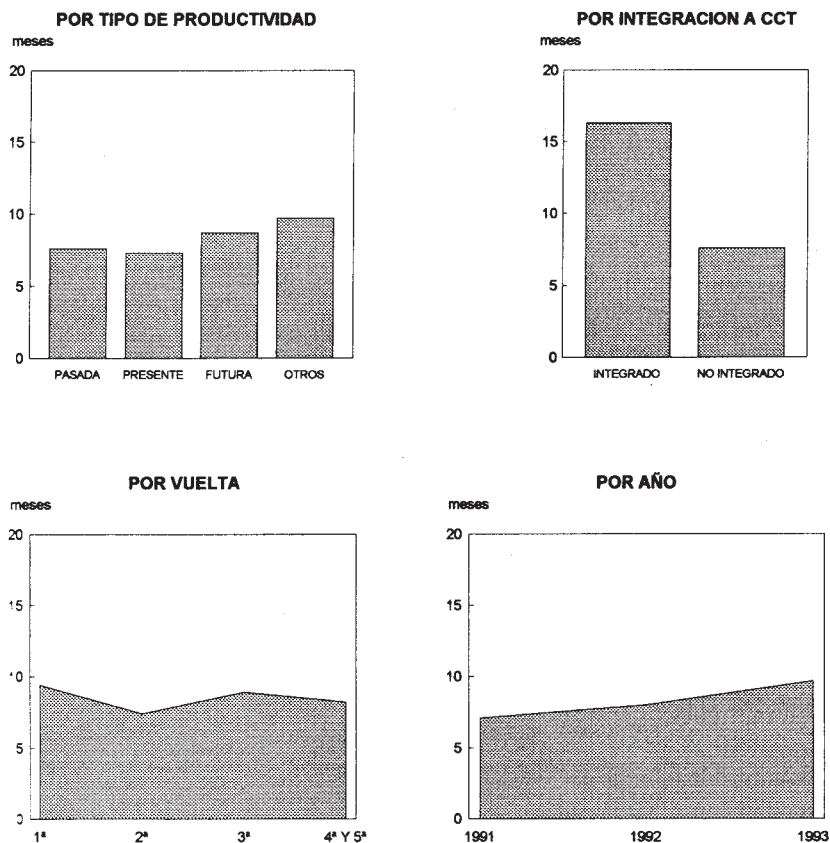 POR TIPO DE PRODUCTIVIDAD
meses
20
15
10
5
0
PASADA PRESENTE FUTURA OTROS
POR INTEGRACION A CCT
meses
20
15
10
5
0
INTEGRADO NO INTEGRADO
POR VUELTA
meses
20
15
10
5
0
1ª 2ª 3ª 4ª Y 5ª
POR AÑO
meses
20
15
10
5
0
1991 1992 1993